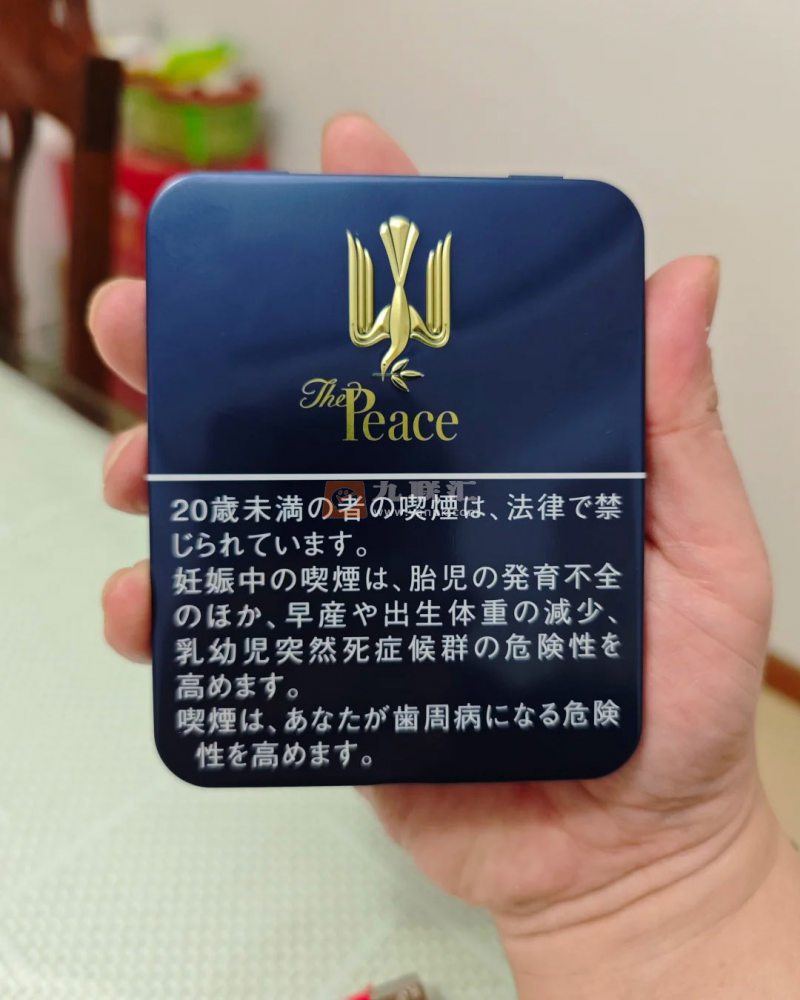 The Peace
九联汇
20歳未満の者の喫煙は、法律で禁
じられています。
妊娠中の喫煙は、胎児の発育不全
のほか、早産や出生体重の減少、
乳幼児突然死症候群の危険性を
高めます。
喫煙は、あなたが歯周病になる危険
性を高めます。